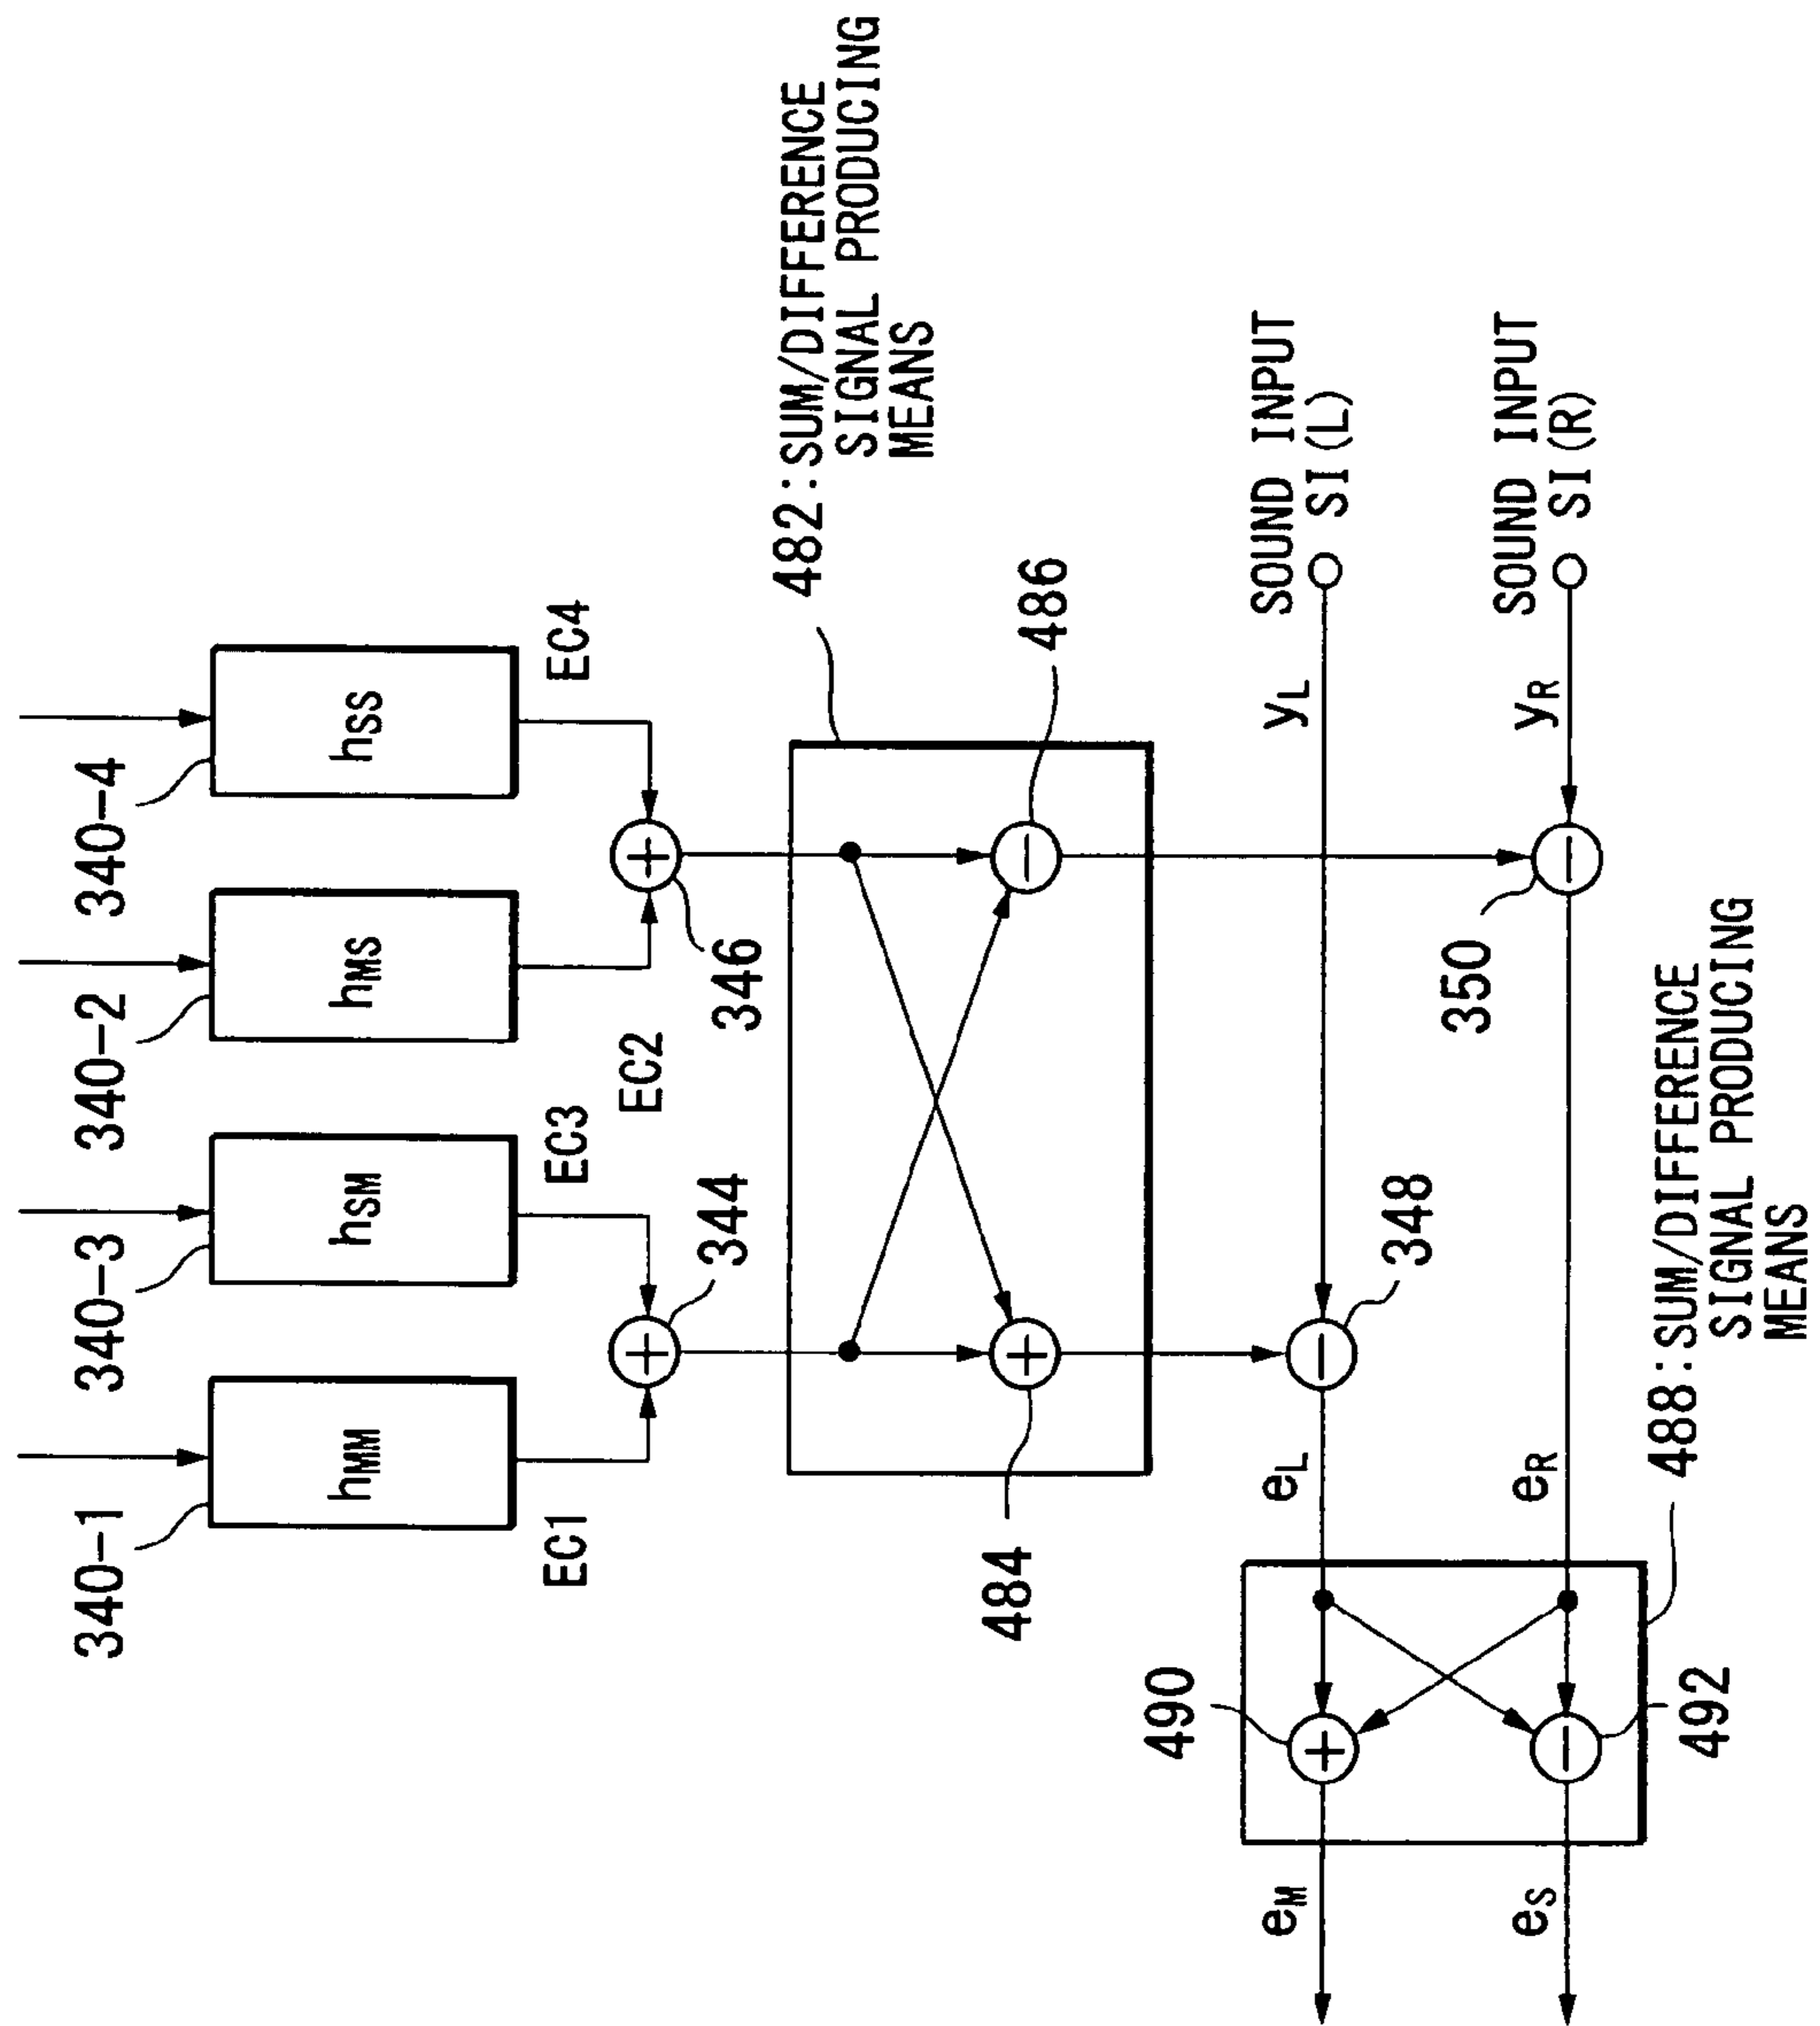 340-1
340-3
340-2
340-4
hMM
hSM
hMS
hSS
EC1
EC3
EC2
EC4
344
346
482:SUM/DIFFERENCE
SIGNAL PRODUCING
MEANS
484
486
SOUND INPUT
SI(L)
yL
348
eL
SOUND INPUT
SI(R)
yR
350
eR
490
492
488:SUM/DIFFERENCE
SIGNAL PRODUCING
MEANS
eM
eS